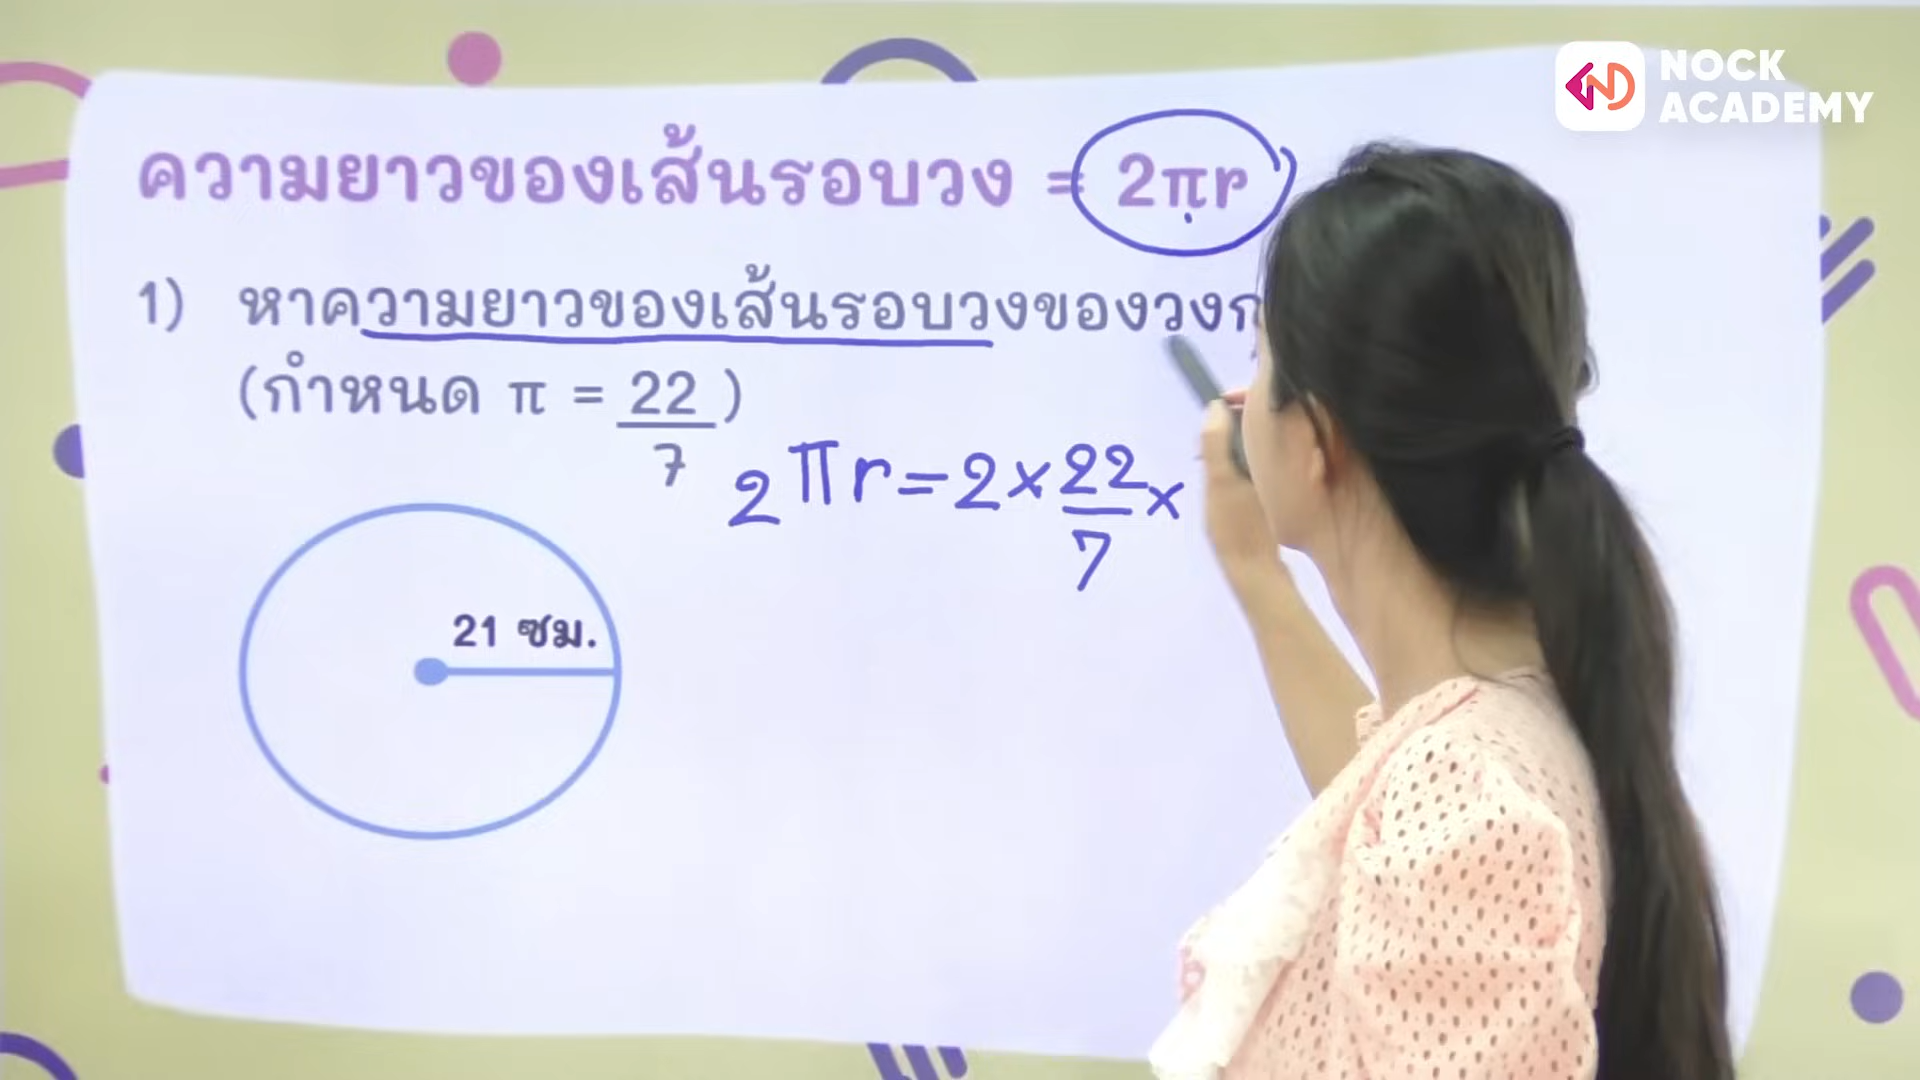 NOCK
ACADEMY
ความยาวของเส้นรอบวง = 2πr
1) หาความยาวของเส้นรอบวงของวงก
(กำหนด π = 22/7)
2πr=2×22/7×
21 ซม.